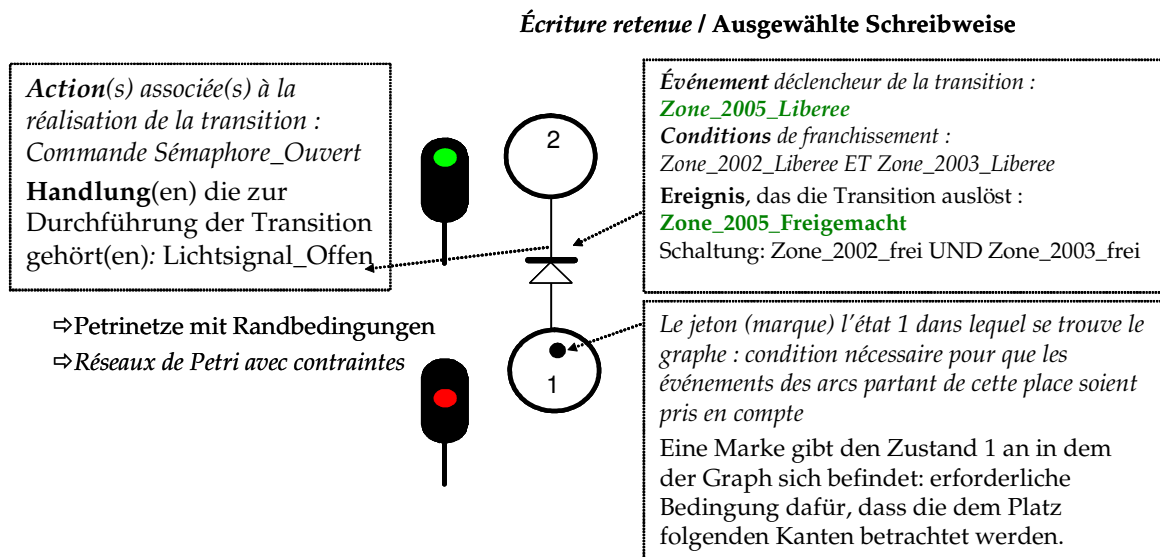 Écriture retenue / Ausgewählte Schreibweise
Action(s) associée(s) à la
réalisation de la transition :
Commande Sémaphore_Ouvert
Handlung(en) die zur
Durchführung der Transition
gehört(en): Lichtsignal_Offen
⇨Petrinetze mit Randbedingungen
⇨Réseaux de Petri avec contraintes
2
1
Événement déclencheur de la transition :
Zone_2005_Liberee
Conditions de franchissement :
Zone_2002_Liberee ET Zone_2003_Liberee
Ereignis, das die Transition auslöst :
Zone_2005_Freigemacht
Schaltung: Zone_2002_frei UND Zone_2003_frei
Le jeton (marque) l’état 1 dans lequel se trouve le
graphe : condition nécessaire pour que les
événements des arcs partant de cette place soient
pris en compte
Eine Marke gibt den Zustand 1 an in dem
der Graph sich befindet: erforderliche
Bedingung dafür, dass die dem Platz
folgenden Kanten betrachtet werden.